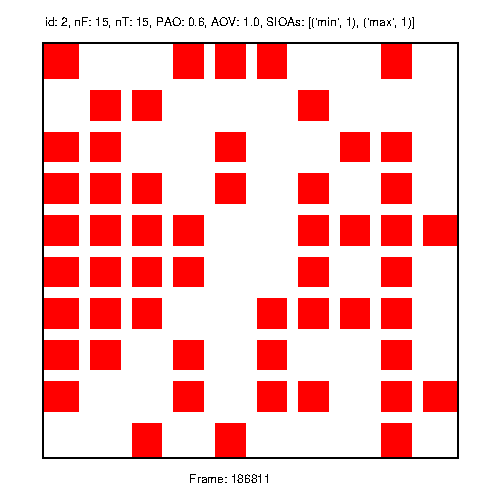 id: 2, nF: 15, nT: 15, PAO: 0.6, AOV: 1.0, SIOAs: [('min', 1), ('max', 1)]
Frame: 186811